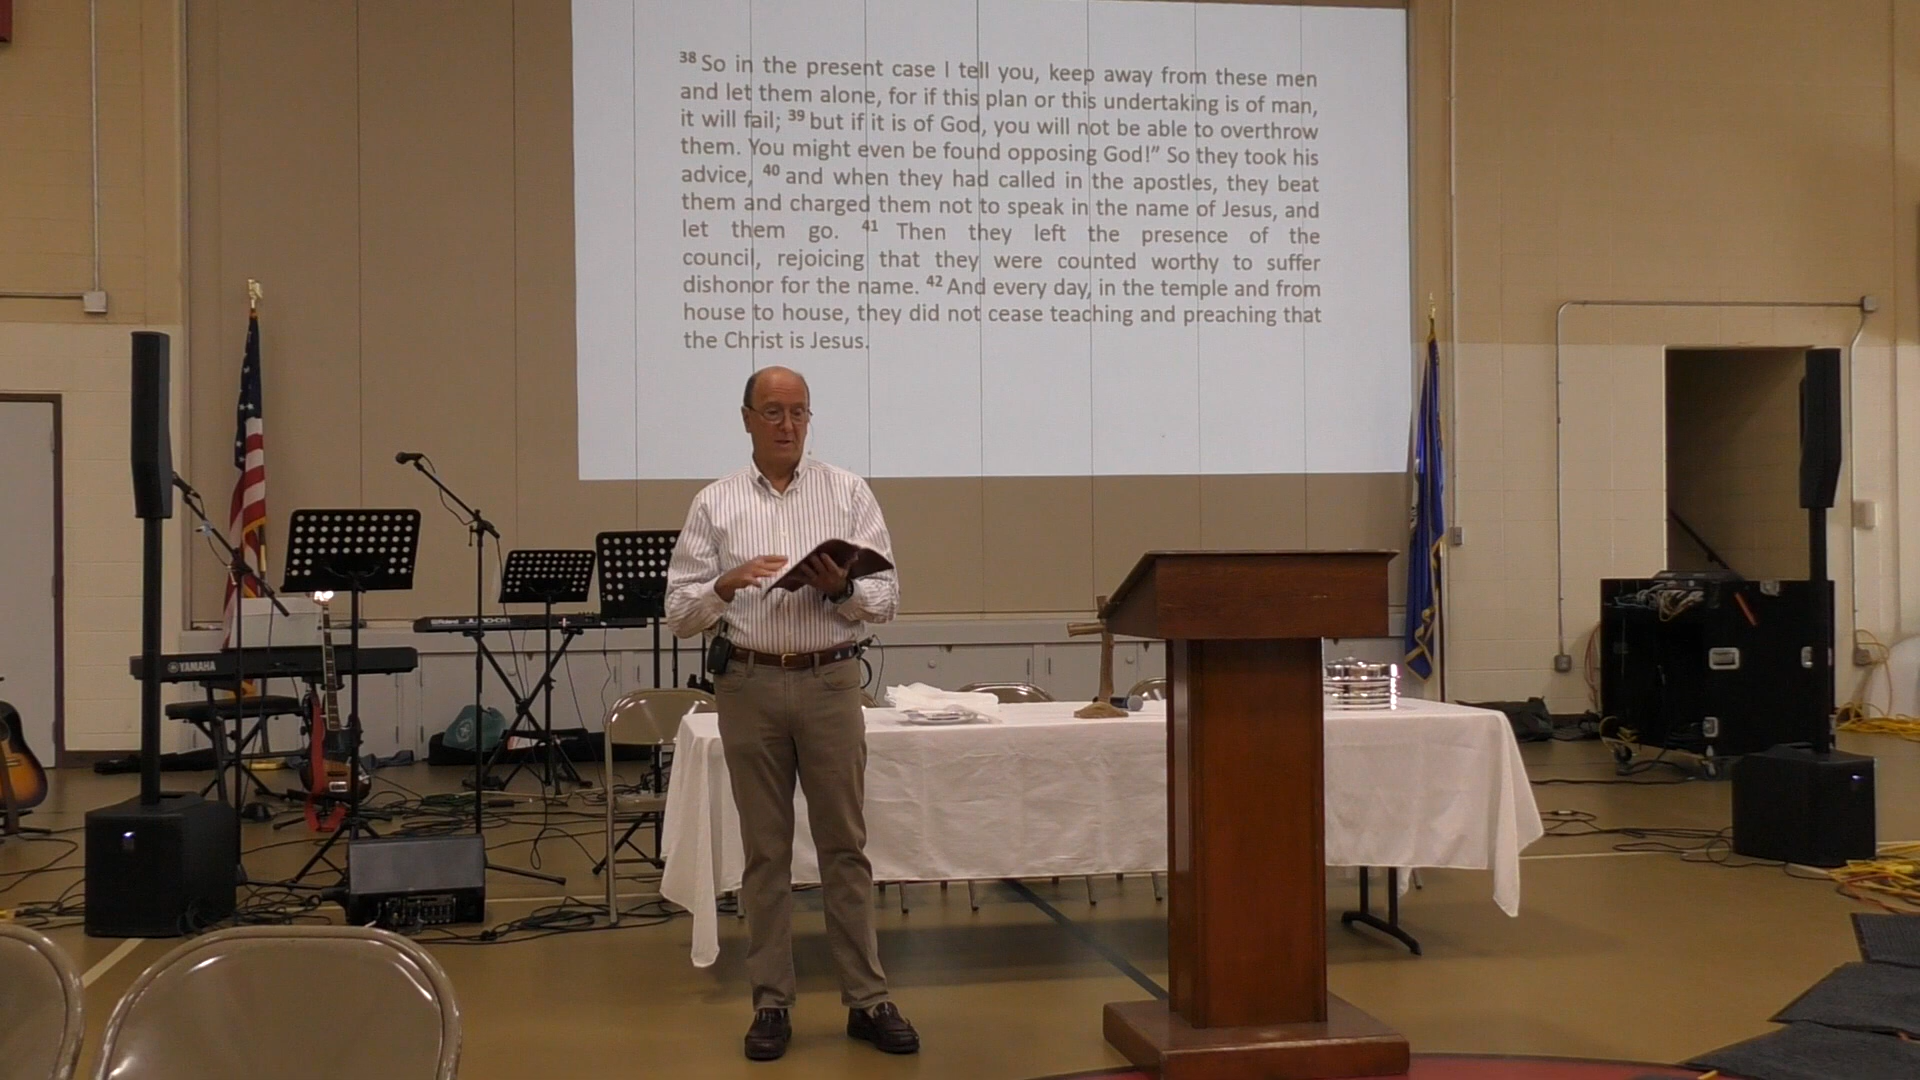 38 So in the present case I tell you, keep away from these men
and let them alone, for if this plan or this undertaking is of man,
it will fail; 39 but if it is of God, you will not be able to overthrow
them. You might even be found opposing God!” So they took his
advice, 40 and when they had called in the apostles, they beat
them and charged them not to speak in the name of Jesus, and
let them go. 41 Then they left the presence of the
council, rejoicing that they were counted worthy to suffer
dishonor for the name. 42 And every day, in the temple and from
house to house, they did not cease teaching and preaching that
the Christ is Jesus.
Roland
YAMAHA